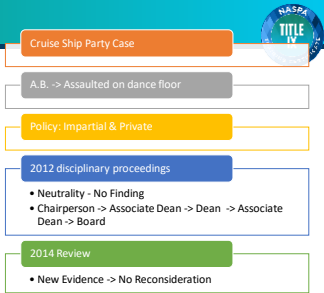 NASPA
TITLE
IV
Cruise Ship Party Case
A.B. -> Assaulted on dance floor
Policy: Impartial & Private
2012 disciplinary proceedings
• Neutrality - No Finding
• Chairperson -> Associate Dean -> Dean -> Associate
Dean -> Board
2014 Review
• New Evidence -> No Reconsideration